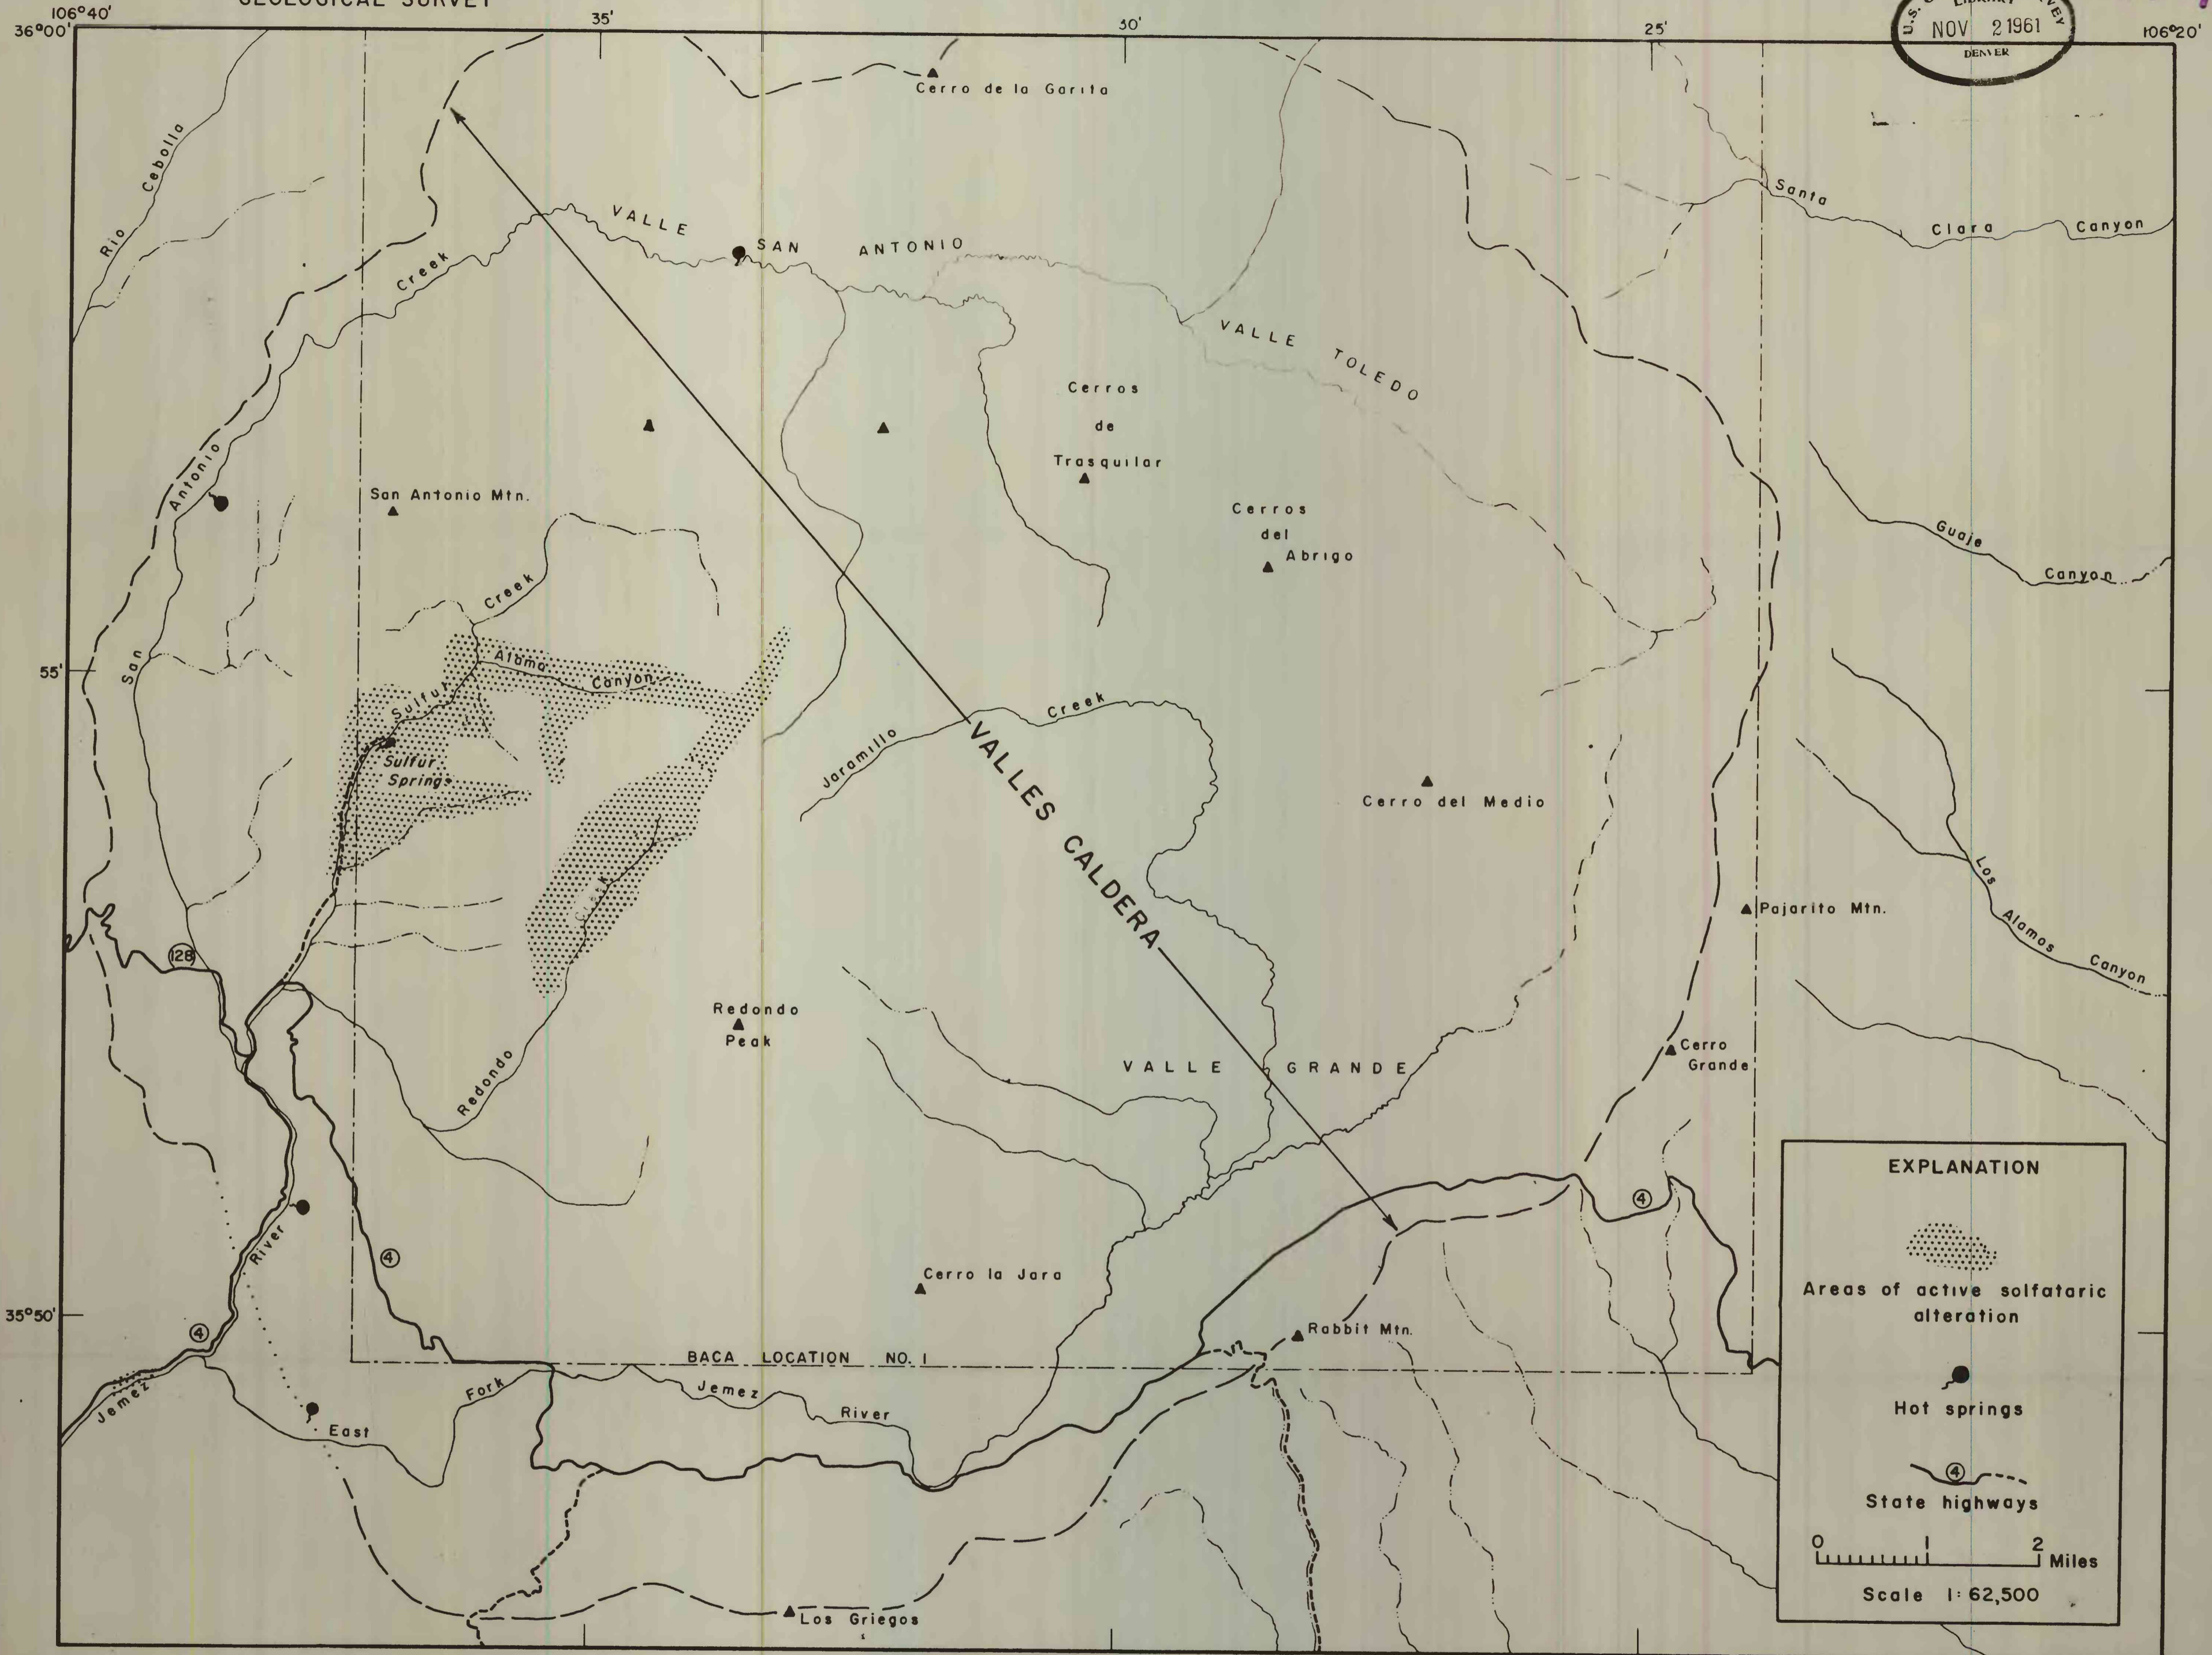 GEOLOGICAL SURVEY
106°40'
35'
30'
25'
106°20'
36°00'
LIBRARY
NOV 2 1961
DENVER
Cerro de la Garita
Rio Cebolla
Santa Clara Canyon
VALLE SAN ANTONIO
Creek
VALLE TOLEDO
Cerros
de
Trasquilar
Antonio
San Antonio Mtn.
Cerros
del
Abrigo
Guaje Canyon
Creek
San
55'
Alamo Canyon
Sulfur
Sulfur
Springs
Jaramillo Creek
VALLES CALDERA
Cerro del Medio
Los Alamos Canyon
Pajarito Mtn.
Creek
128
Redondo
Peak
Redondo
VALLE GRANDE
Cerro
Grande
4
River
4
Cerro la Jara
35°50'
4
Rabbit Mtn.
BACA LOCATION NO. 1
Jemez
East Fork Jemez River
Los Griegos
EXPLANATION
Areas of active solfataric
alteration
Hot springs
4
State highways
0 1 2 Miles
Scale 1:62,500